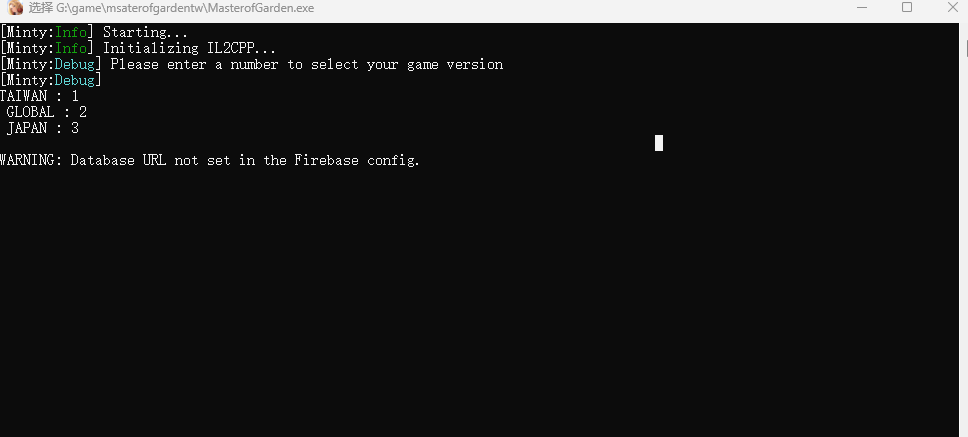 选择 G:\game\msaterofgardentw\MasterofGarden.exe
[Minty:Info] Starting...
[Minty:Info] Initializing IL2CPP...
[Minty:Debug] Please enter a number to select your game version
[Minty:Debug]
TAIWAN : 1
GLOBAL : 2
JAPAN : 3
WARNING: Database URL not set in the Firebase config.